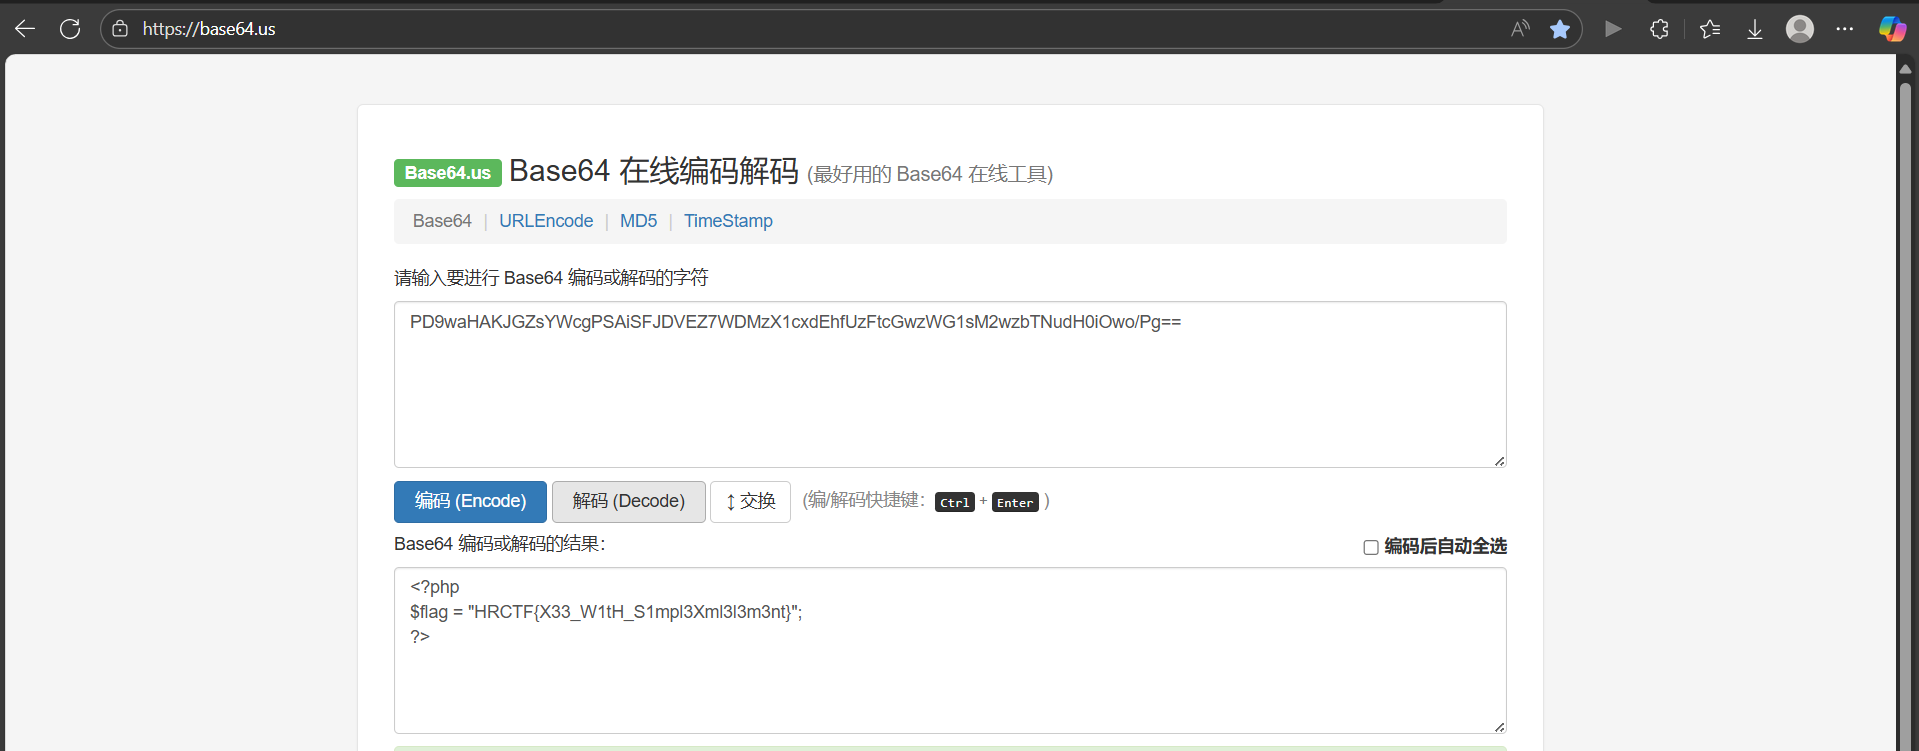 https://base64.us
Base64.us Base64 在线编码解码 (最好用的 Base64 在线工具)
Base64 | URLEncode | MD5 | TimeStamp
请输入要进行 Base64 编码或解码的字符
PD9waHAKJGZsYWcgPSAiSFJDVEZ7WDMzX1cxdEhfUzFtcGwzWG1sM2wzbTNudH0iOwo/Pg==
编码 (Encode) 解码 (Decode) ↕ 交换 (编/解码快捷键: Ctrl + Enter )
Base64 编码或解码的结果: 编码后自动全选
<?php
$flag = "HRCTF{X33_W1tH_S1mpl3Xml3l3m3nt}";
?>